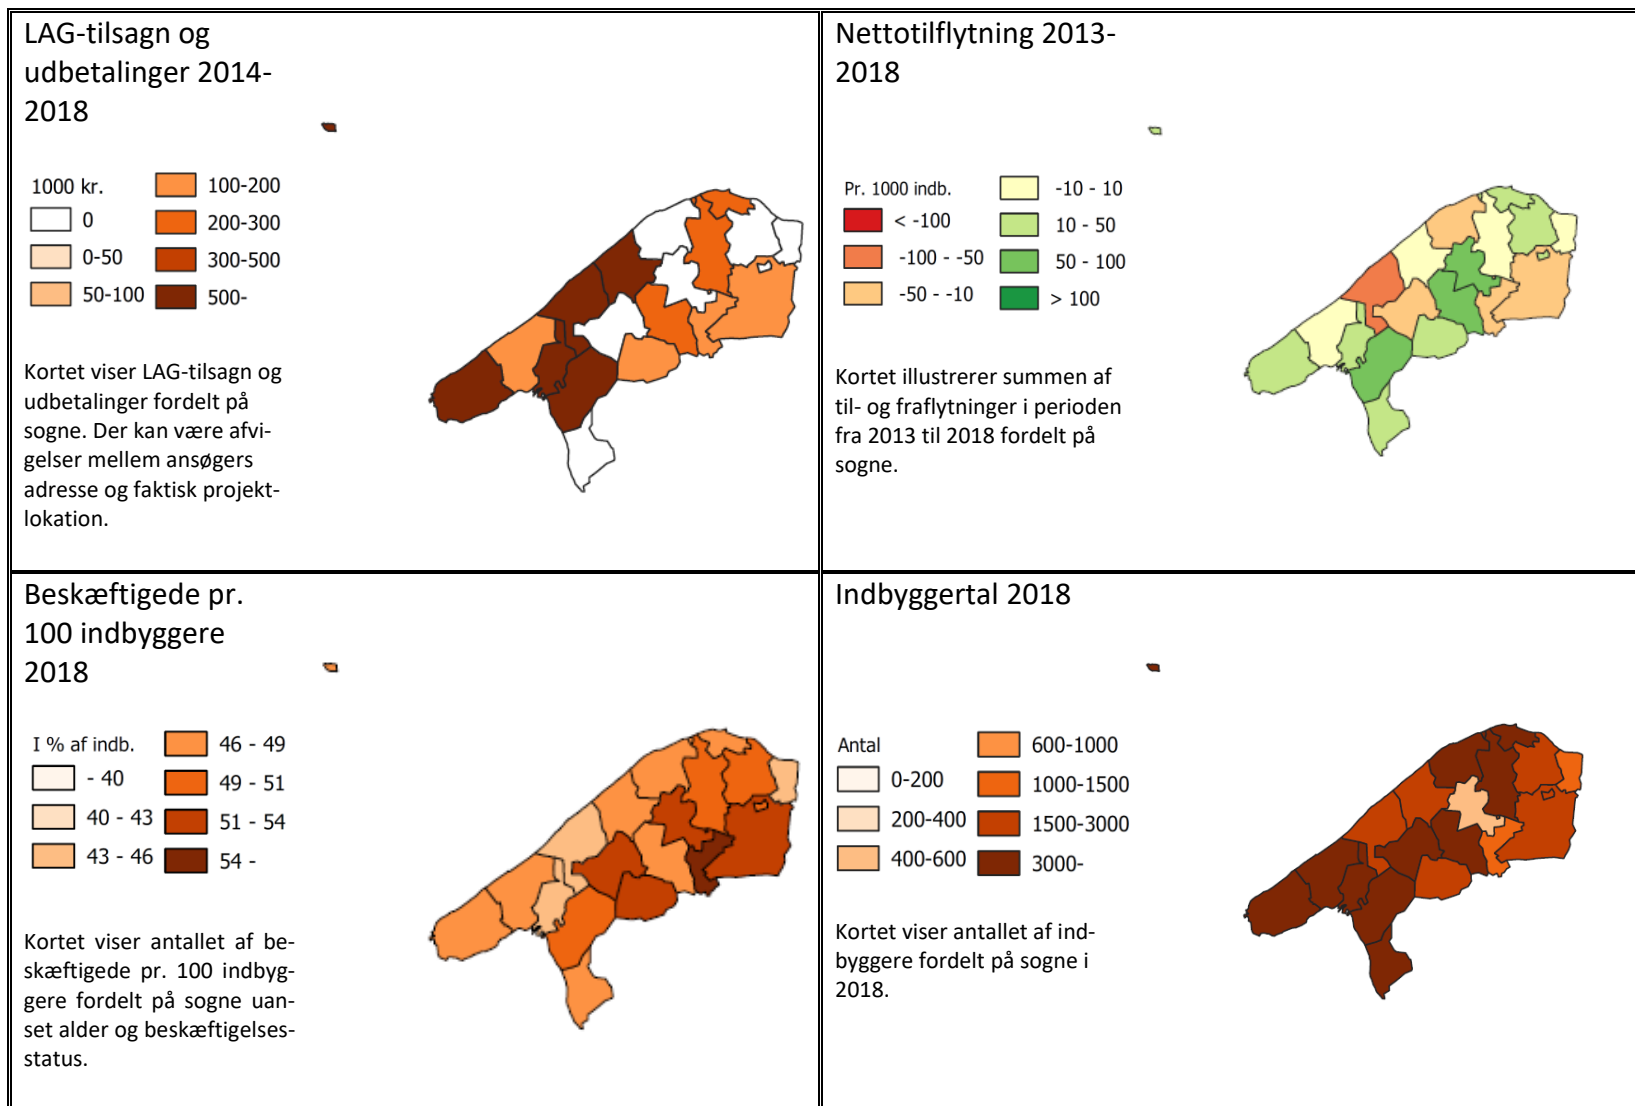 LAG-tilsagn og
udbetalinger 2014-
2018
1000 kr.
0
0-50
50-100
100-200
200-300
300-500
500-
Kortet viser LAG-tilsagn og
udbetalinger fordelt på
sogne. Der kan være afvi-
gelser mellem ansøgers
adresse og faktisk projekt-
lokation.
Nettotilflytning 2013-
2018
Pr. 1000 indb.
< -100
-100 - -50
-50 - -10
-10 - 10
10 - 50
50 - 100
> 100
Kortet illustrerer summen af
til- og fraflytninger i perioden
fra 2013 til 2018 fordelt på
sogne.
Beskæftigede pr.
100 indbyggere
2018
I % af indb.
- 40
40 - 43
43 - 46
46 - 49
49 - 51
51 - 54
54 -
Kortet viser antallet af be-
skæftigede pr. 100 indbyg-
gere fordelt på sogne uan-
set alder og beskæftigelses-
status.
Indbyggertal 2018
Antal
0-200
200-400
400-600
600-1000
1000-1500
1500-3000
3000-
Kortet viser antallet af ind-
byggere fordelt på sogne i
2018.